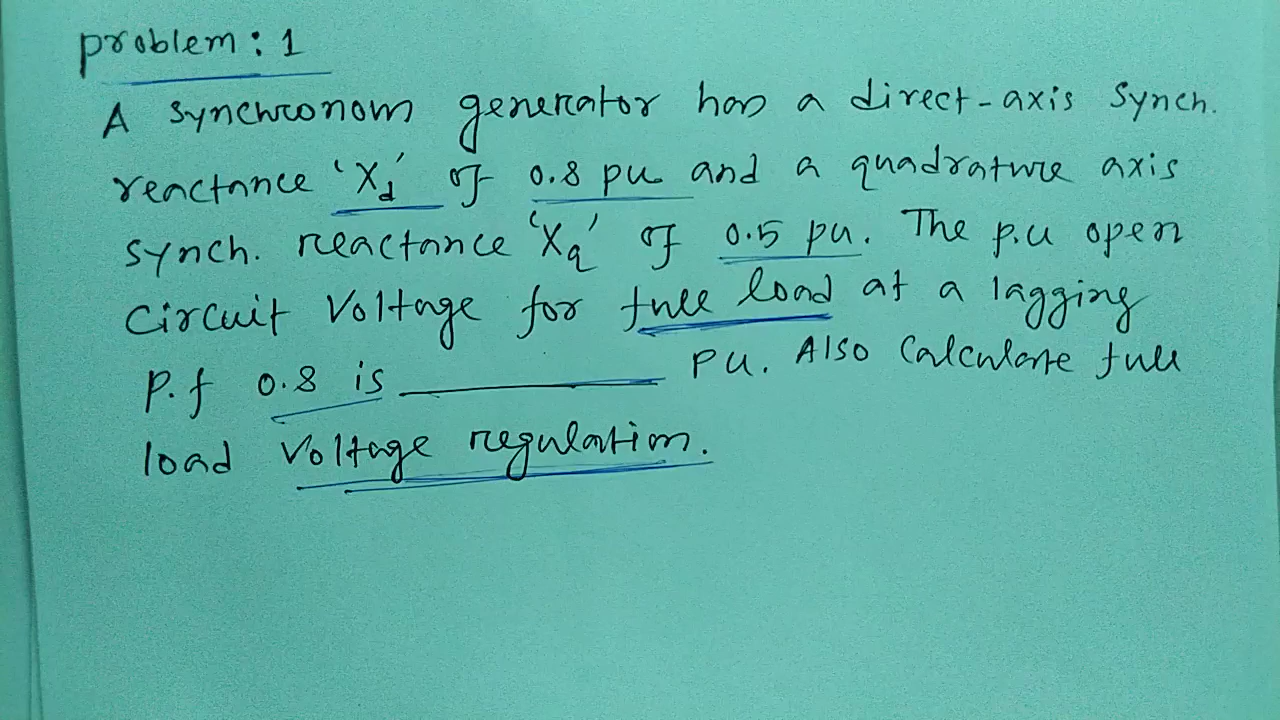 problem: 1
A synchronous generator has a direct-axis synch.
reactance 'Xd' of 0.8 pu and a quadrature axis
synch. reactance 'Xq' of 0.5 pu. The p.u open
circuit voltage for full load at a lagging
p.f 0.8 is __________ PU. Also calculate full
load voltage regulation.